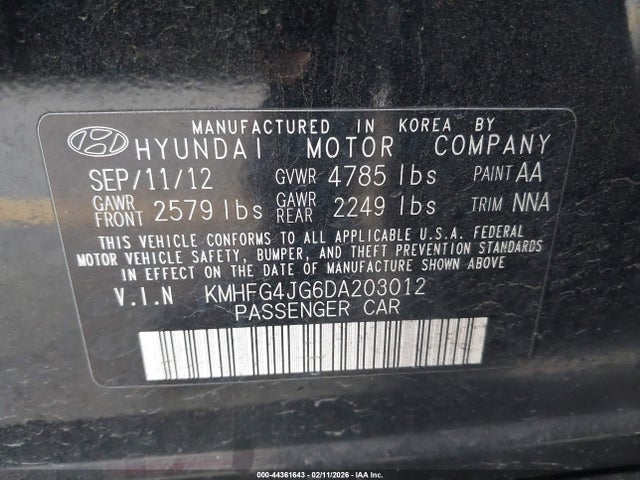 MANUFACTURED IN KOREA BY
HYUNDAI MOTOR COMPANY
SEP/11/12 GVWR 4785 lbs PAINT AA
GAWR FRONT 2579 lbs GAWR REAR 2249 lbs TRIM NNA
THIS VEHICLE CONFORMS TO ALL APPLICABLE U.S.A. FEDERAL
MOTOR VEHICLE SAFETY, BUMPER, AND THEFT PREVENTION STANDARDS
IN EFFECT ON THE DATE OF MANUFACTURE SHOWN ABOVE.
V.I.N KMHFG4JG6DA203012
PASSENGER CAR
000-44361643 - 02/11/2026 - IAA Inc.